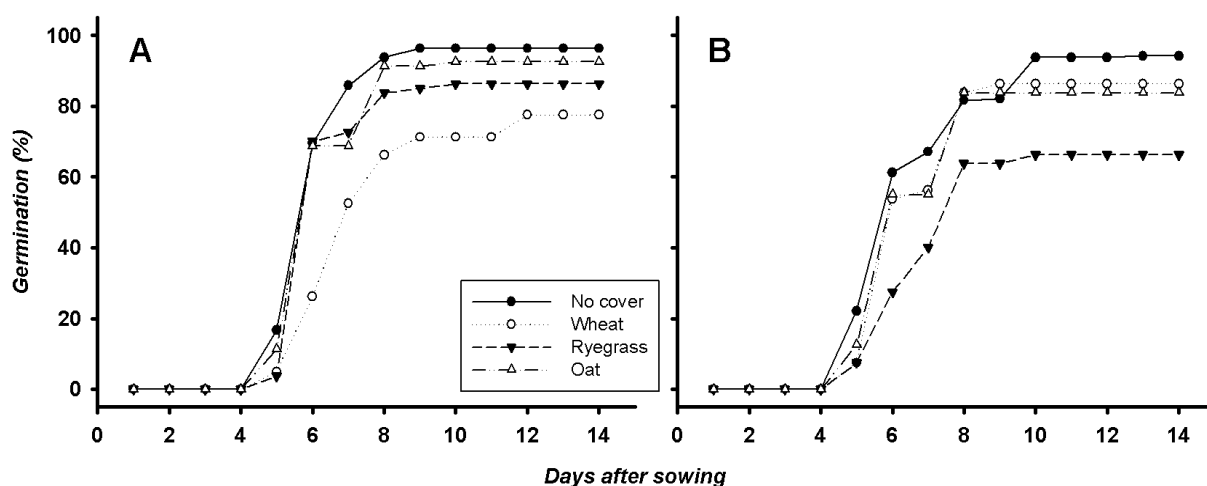 A
B
Germination (%)
100
80
60
40
20
0
No cover
Wheat
Ryegrass
Oat
0 2 4 6 8 10 12 14
0 2 4 6 8 10 12 14
Days after sowing